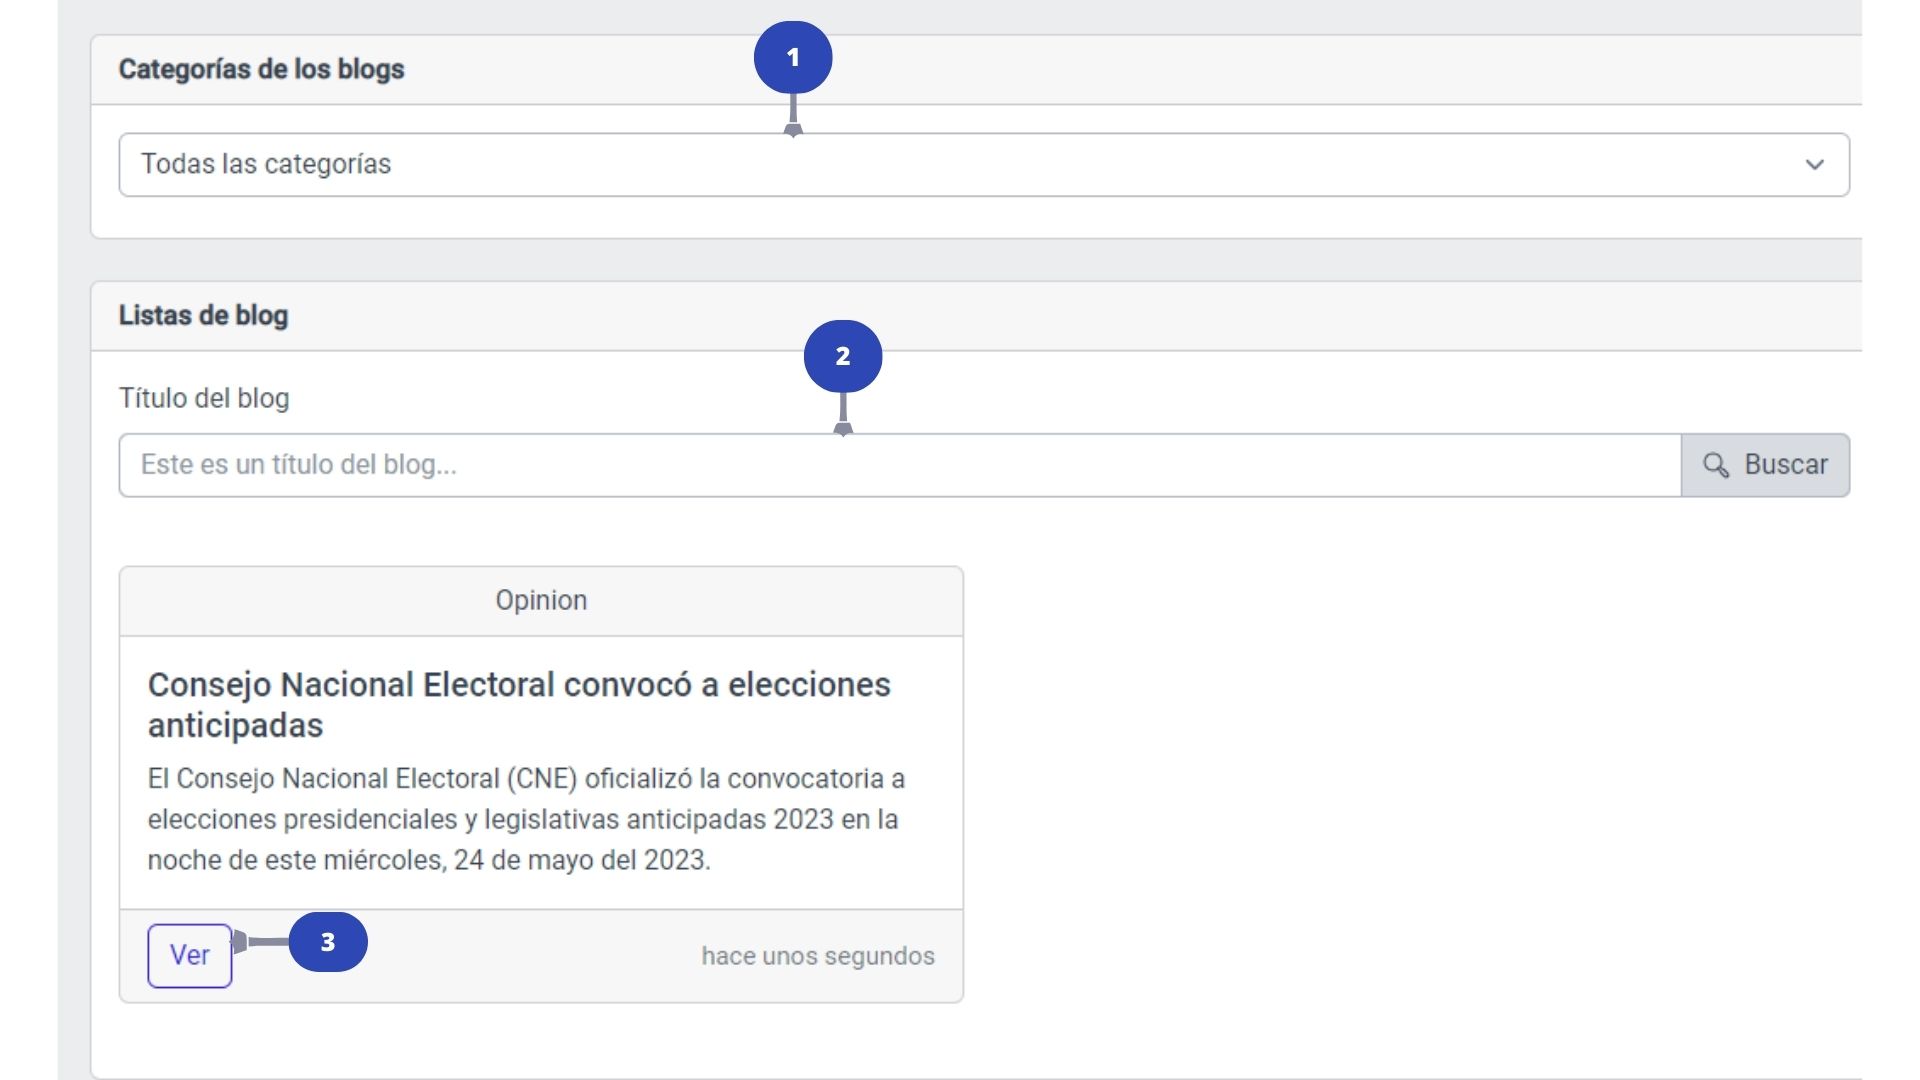 1
Categorías de los blogs
Todas las categorías
Listas de blog
2
Título del blog
Este es un título del blog...
Buscar
Opinion
Consejo Nacional Electoral convocó a elecciones
anticipadas
El Consejo Nacional Electoral (CNE) oficializó la convocatoria a
elecciones presidenciales y legislativas anticipadas 2023 en la
noche de este miércoles, 24 de mayo del 2023.
Ver
3
hace unos segundos